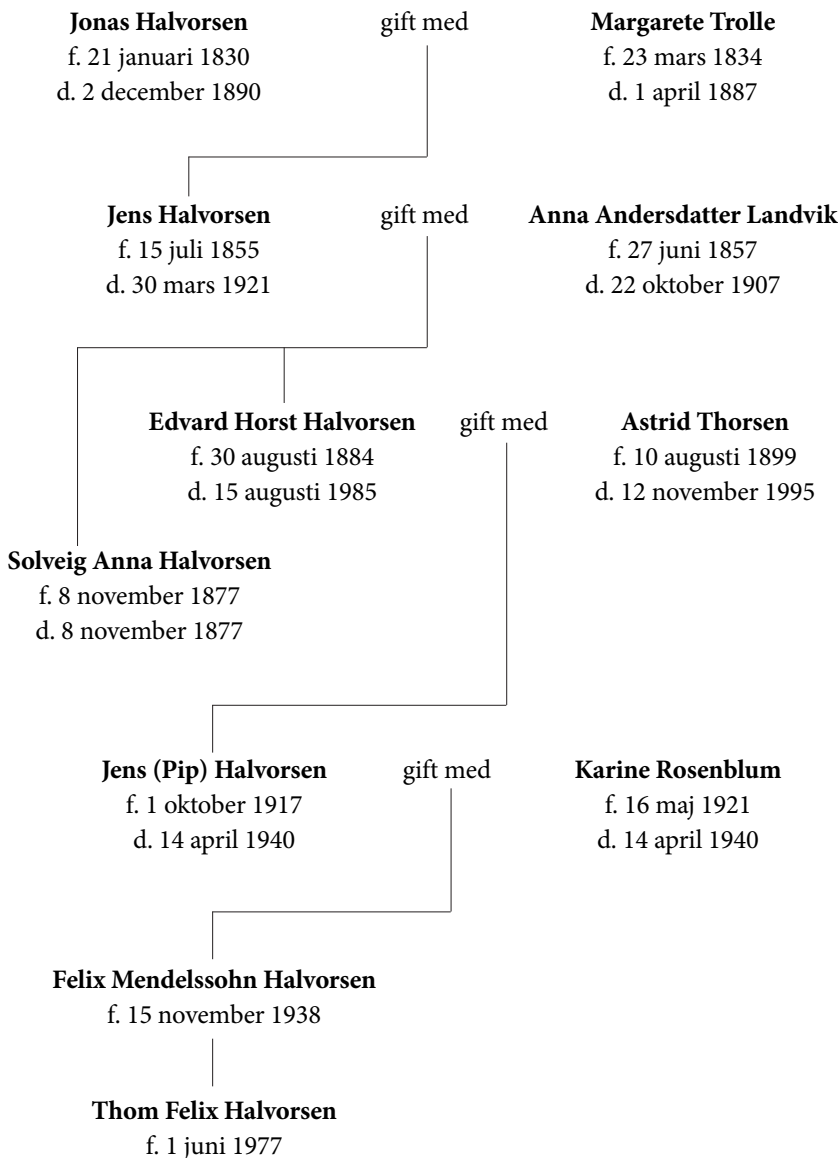 Jonas Halvorsen gift med Margarete Trolle
f. 21 januari 1830 f. 23 mars 1834
d. 2 december 1890 d. 1 april 1887
Jens Halvorsen gift med Anna Andersdatter Landvik
f. 15 juli 1855 f. 27 juni 1857
d. 30 mars 1921 d. 22 oktober 1907
Edvard Horst Halvorsen gift med Astrid Thorsen
f. 30 augusti 1884 f. 10 augusti 1899
d. 15 augusti 1985 d. 12 november 1995
Solveig Anna Halvorsen
f. 8 november 1877
d. 8 november 1877
Jens (Pip) Halvorsen gift med Karine Rosenblum
f. 1 oktober 1917 f. 16 maj 1921
d. 14 april 1940 d. 14 april 1940
Felix Mendelssohn Halvorsen
f. 15 november 1938
Thom Felix Halvorsen
f. 1 juni 1977